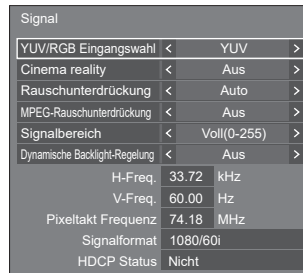 Signal
YUV/RGB Eingangswahl < YUV >
Cinema reality < Aus >
Rauschunterdrückung < Auto >
MPEG-Rauschunterdrückung < Aus >
Signalbereich < Voll(0-255) >
Dynamische Backlight-Regelung < Aus >
H-Freq. 33.72 kHz
V-Freq. 60.00 Hz
Pixeltakt Frequenz 74.18 MHz
Signalformat 1080/60i
HDCP Status Nicht